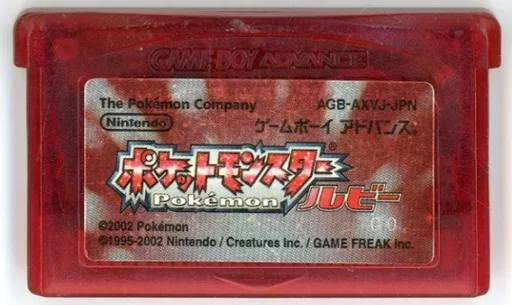 GAME BOY ADVANCE
The Pokémon Company AGB-AXVJ-JPN
Nintendo ゲームボーイ アドバンス
ポケットモンスター®
Pokémon ルビー
00
©2002 Pokémon
©1995-2002 Nintendo / Creatures inc. / GAME FREAK inc.